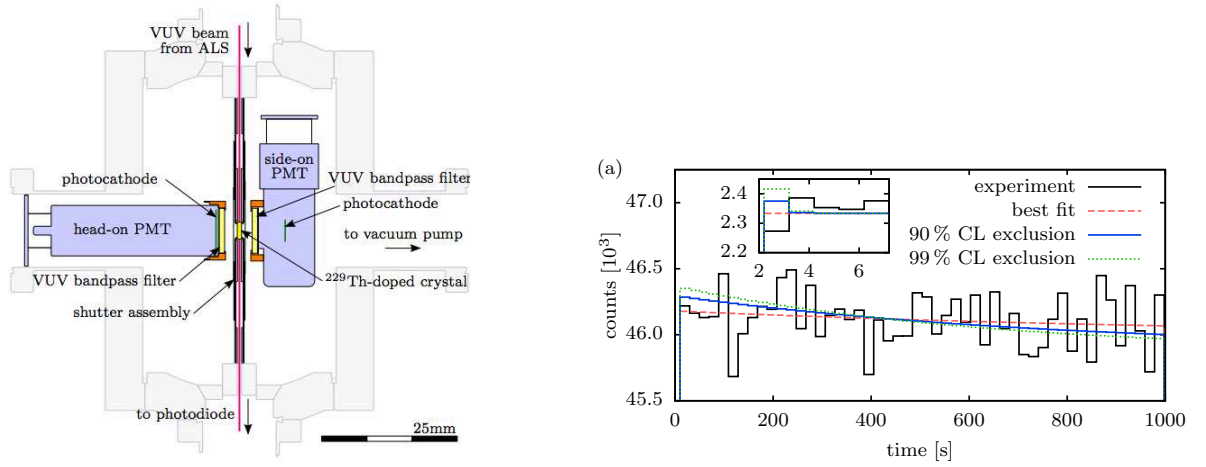 VUV beam
from ALS
side-on
PMT
VUV bandpass filter
photocathode
photocathode
head-on PMT
to vacuum pump
VUV bandpass filter
229Th-doped crystal
shutter assembly
to photodiode
25mm
(a)
47.0
46.5
46.0
45.5
counts [10³]
2.4
2.3
2.2
2 4 6
experiment
best fit
90 % CL exclusion
99 % CL exclusion
0 200 400 600 800 1000
time [s]